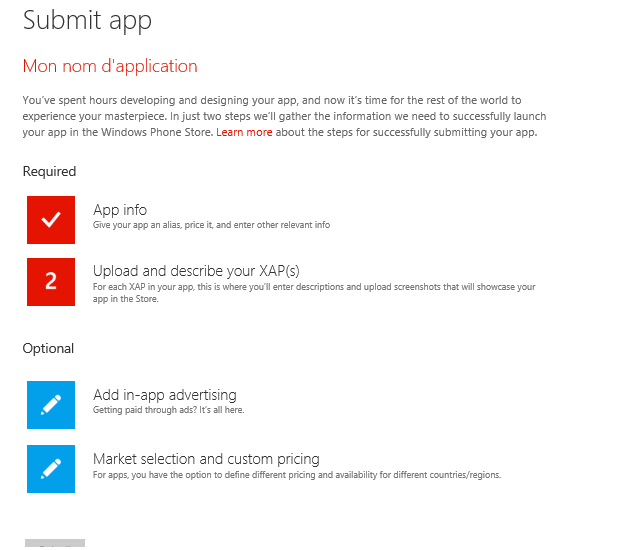 Submit app
Mon nom d'application
You've spent hours developing and designing your app, and now it's time for the rest of the world to
experience your masterpiece. In just two steps we'll gather the information we need to successfully launch
your app in the Windows Phone Store. Learn more about the steps for successfully submitting your app.
Required
App info
Give your app an alias, price it, and enter other relevant info
2
Upload and describe your XAP(s)
For each XAP in your app, this is where you'll enter descriptions and upload screenshots that will showcase your
app in the Store.
Optional
Add in-app advertising
Getting paid through ads? It's all here.
Market selection and custom pricing
For apps, you have the option to define different pricing and availability for different countries/regions.